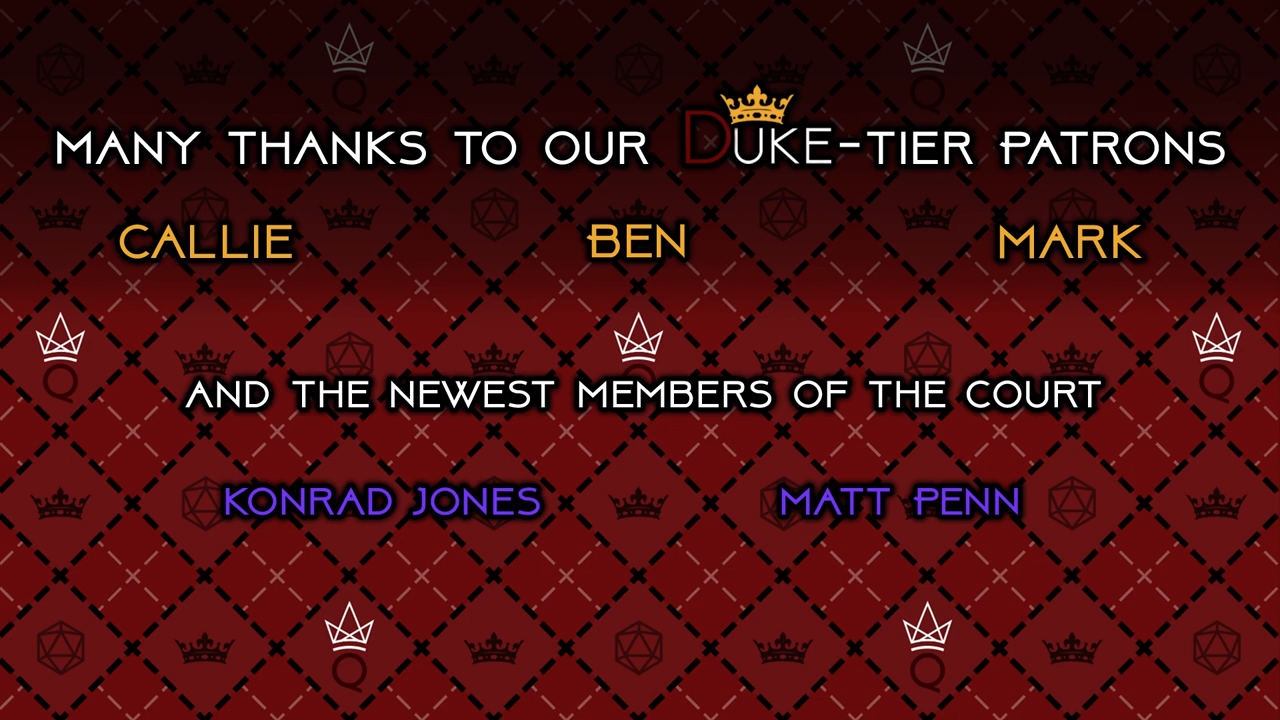 MANY THANKS TO OUR DUKE-TIER PATRONS
CALLIE BEN MARK
AND THE NEWEST MEMBERS OF THE COURT
KONRAD JONES MATT PENN